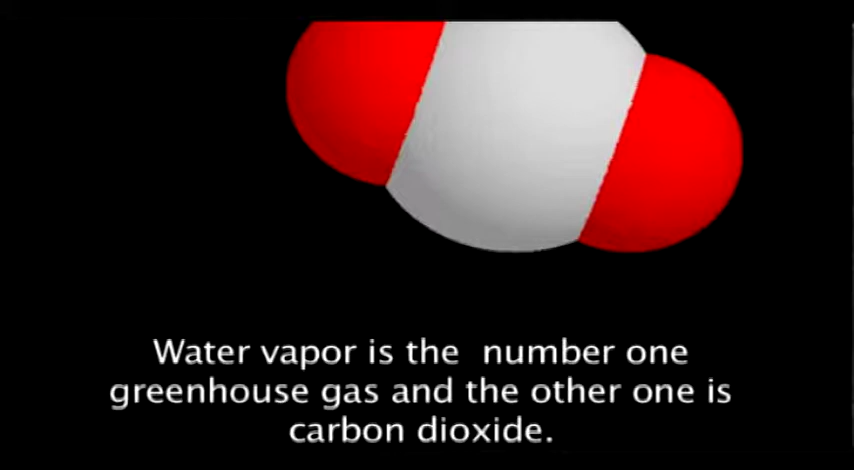 Water vapor is the  number one
greenhouse gas and the other one is
carbon dioxide.